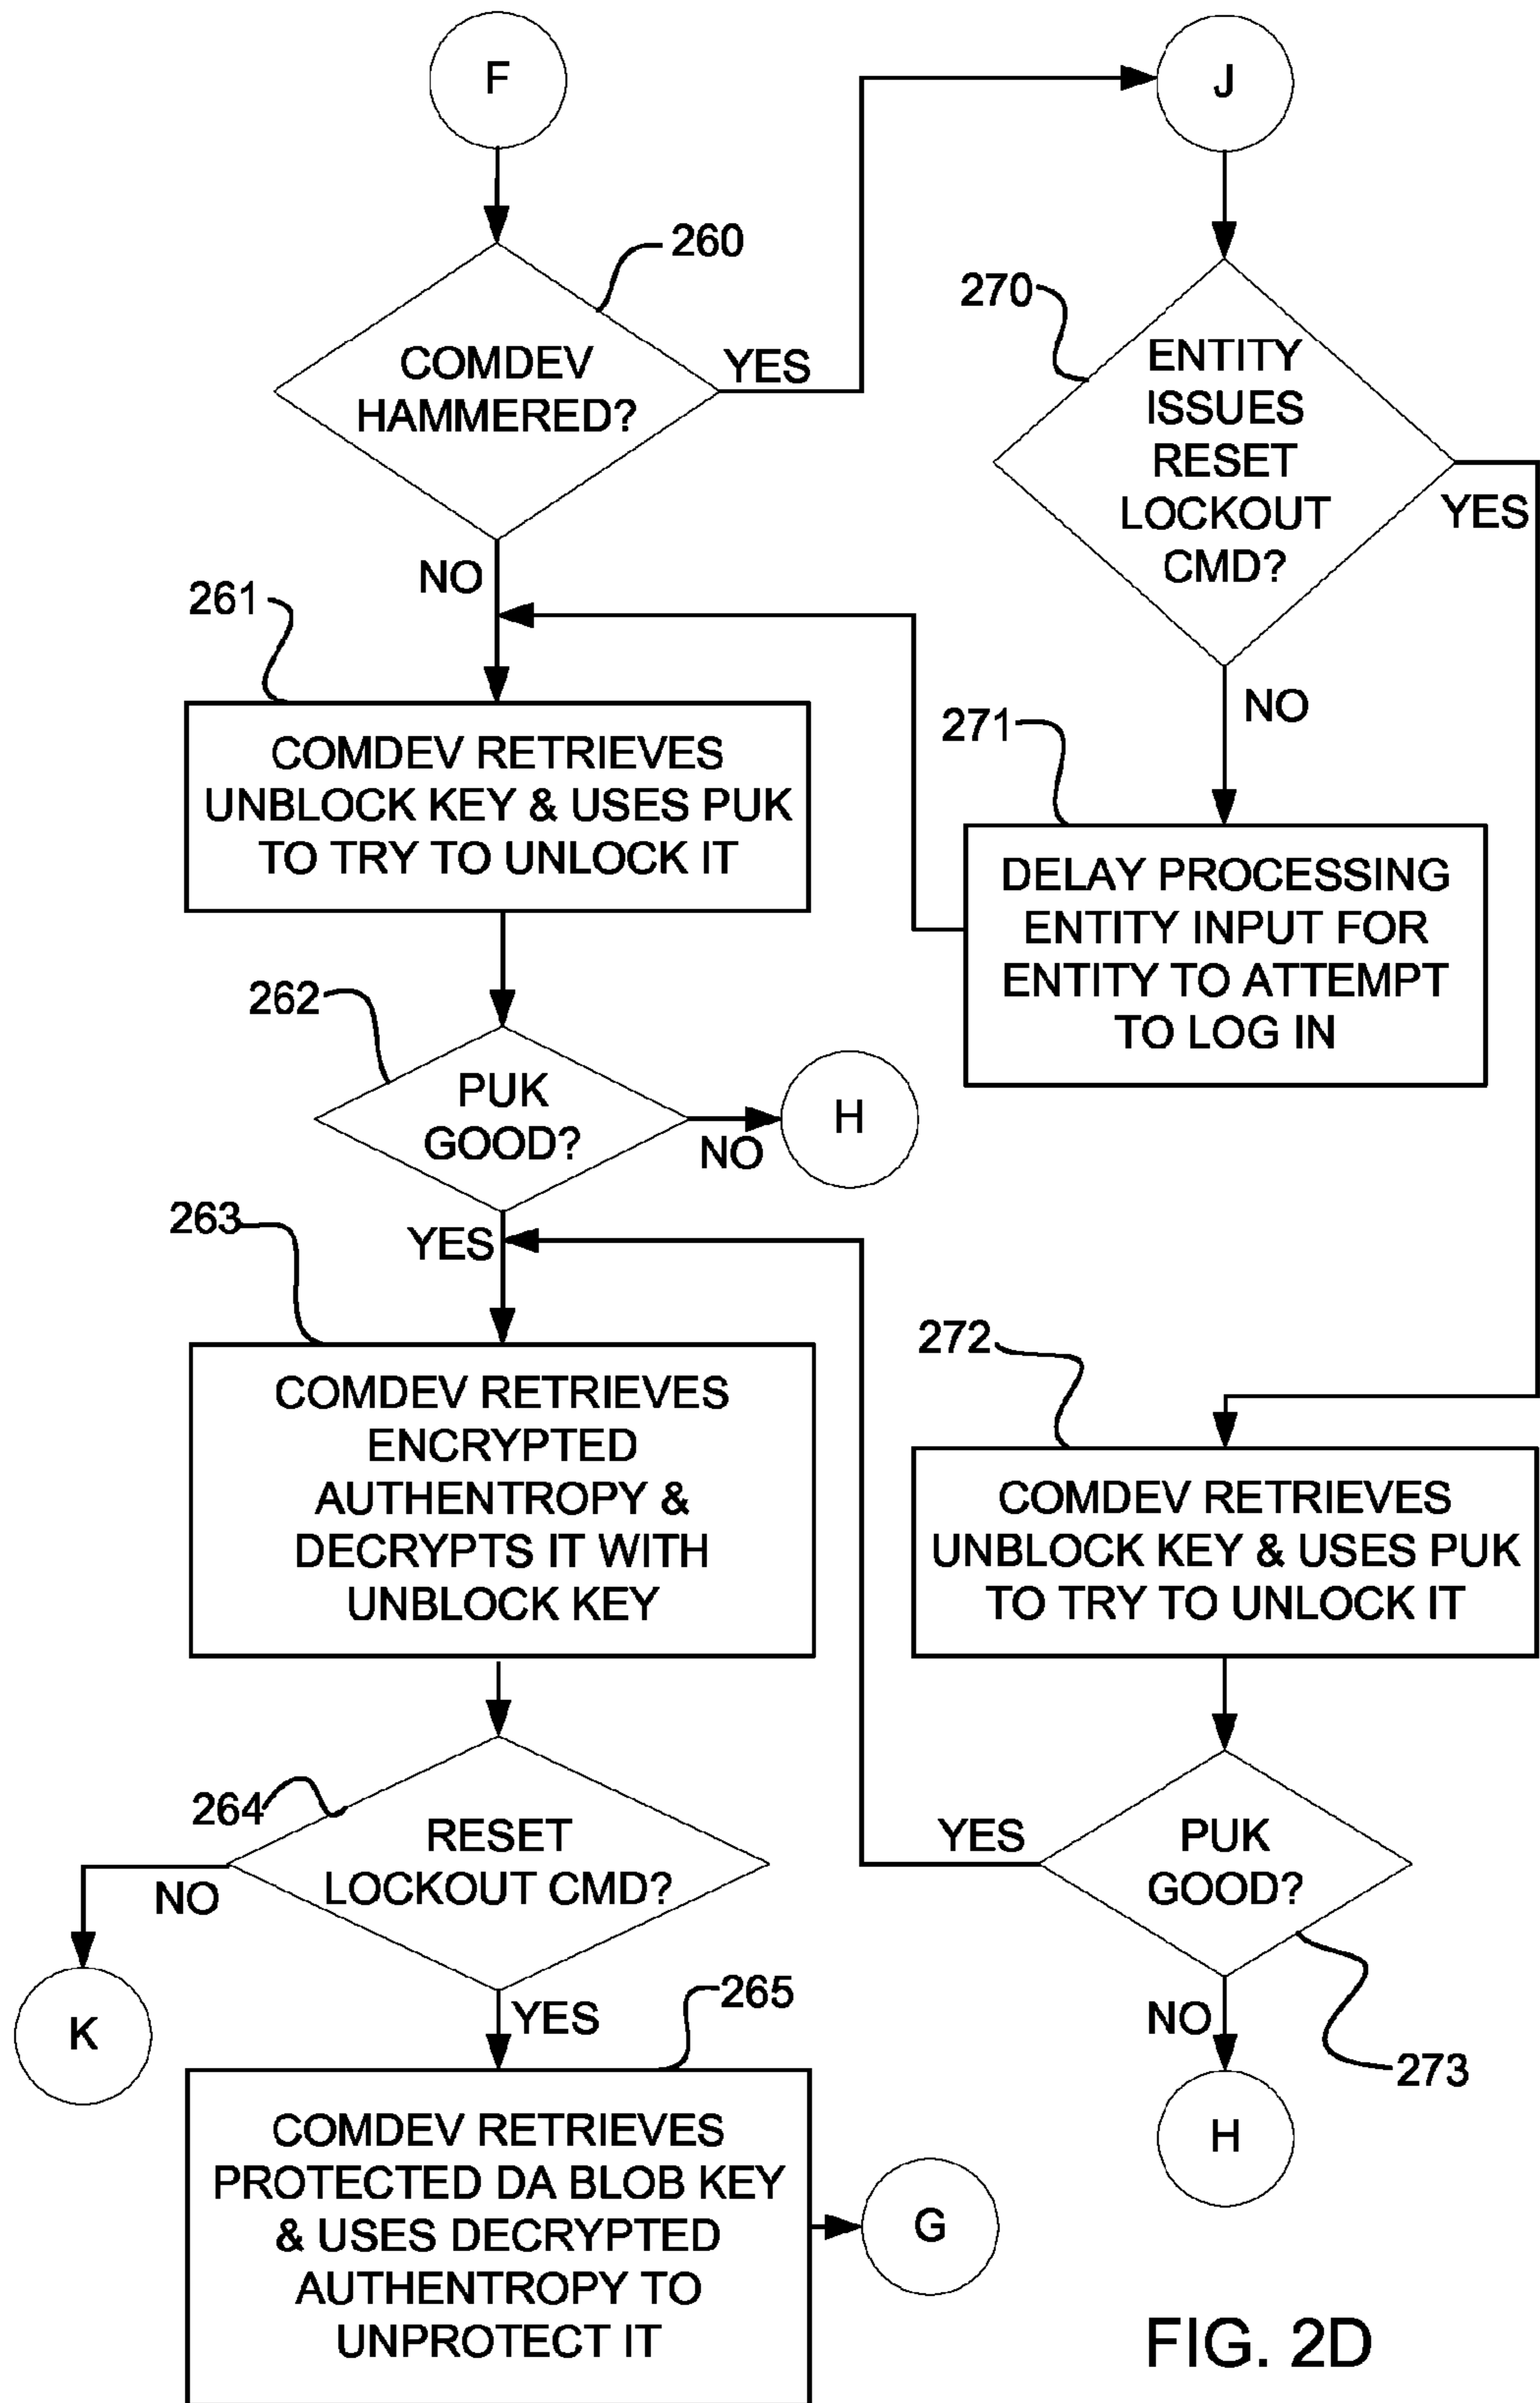 F
J
260
270
COMDEV
HAMMERED?
YES
ENTITY
ISSUES
RESET
LOCKOUT
CMD?
YES
NO
261
COMDEV RETRIEVES
UNBLOCK KEY & USES PUK
TO TRY TO UNLOCK IT
NO
271
DELAY PROCESSING
ENTITY INPUT FOR
ENTITY TO ATTEMPT
TO LOG IN
262
PUK
GOOD?
NO
H
263
YES
COMDEV RETRIEVES
ENCRYPTED
AUTHENTROPY &
DECRYPTS IT WITH
UNBLOCK KEY
272
COMDEV RETRIEVES
UNBLOCK KEY & USES PUK
TO TRY TO UNLOCK IT
264
RESET
LOCKOUT CMD?
NO
K
YES
PUK
GOOD?
YES
NO
273
H
265
COMDEV RETRIEVES
PROTECTED DA BLOB KEY
& USES DECRYPTED
AUTHENTROPY TO
UNPROTECT IT
G
FIG. 2D